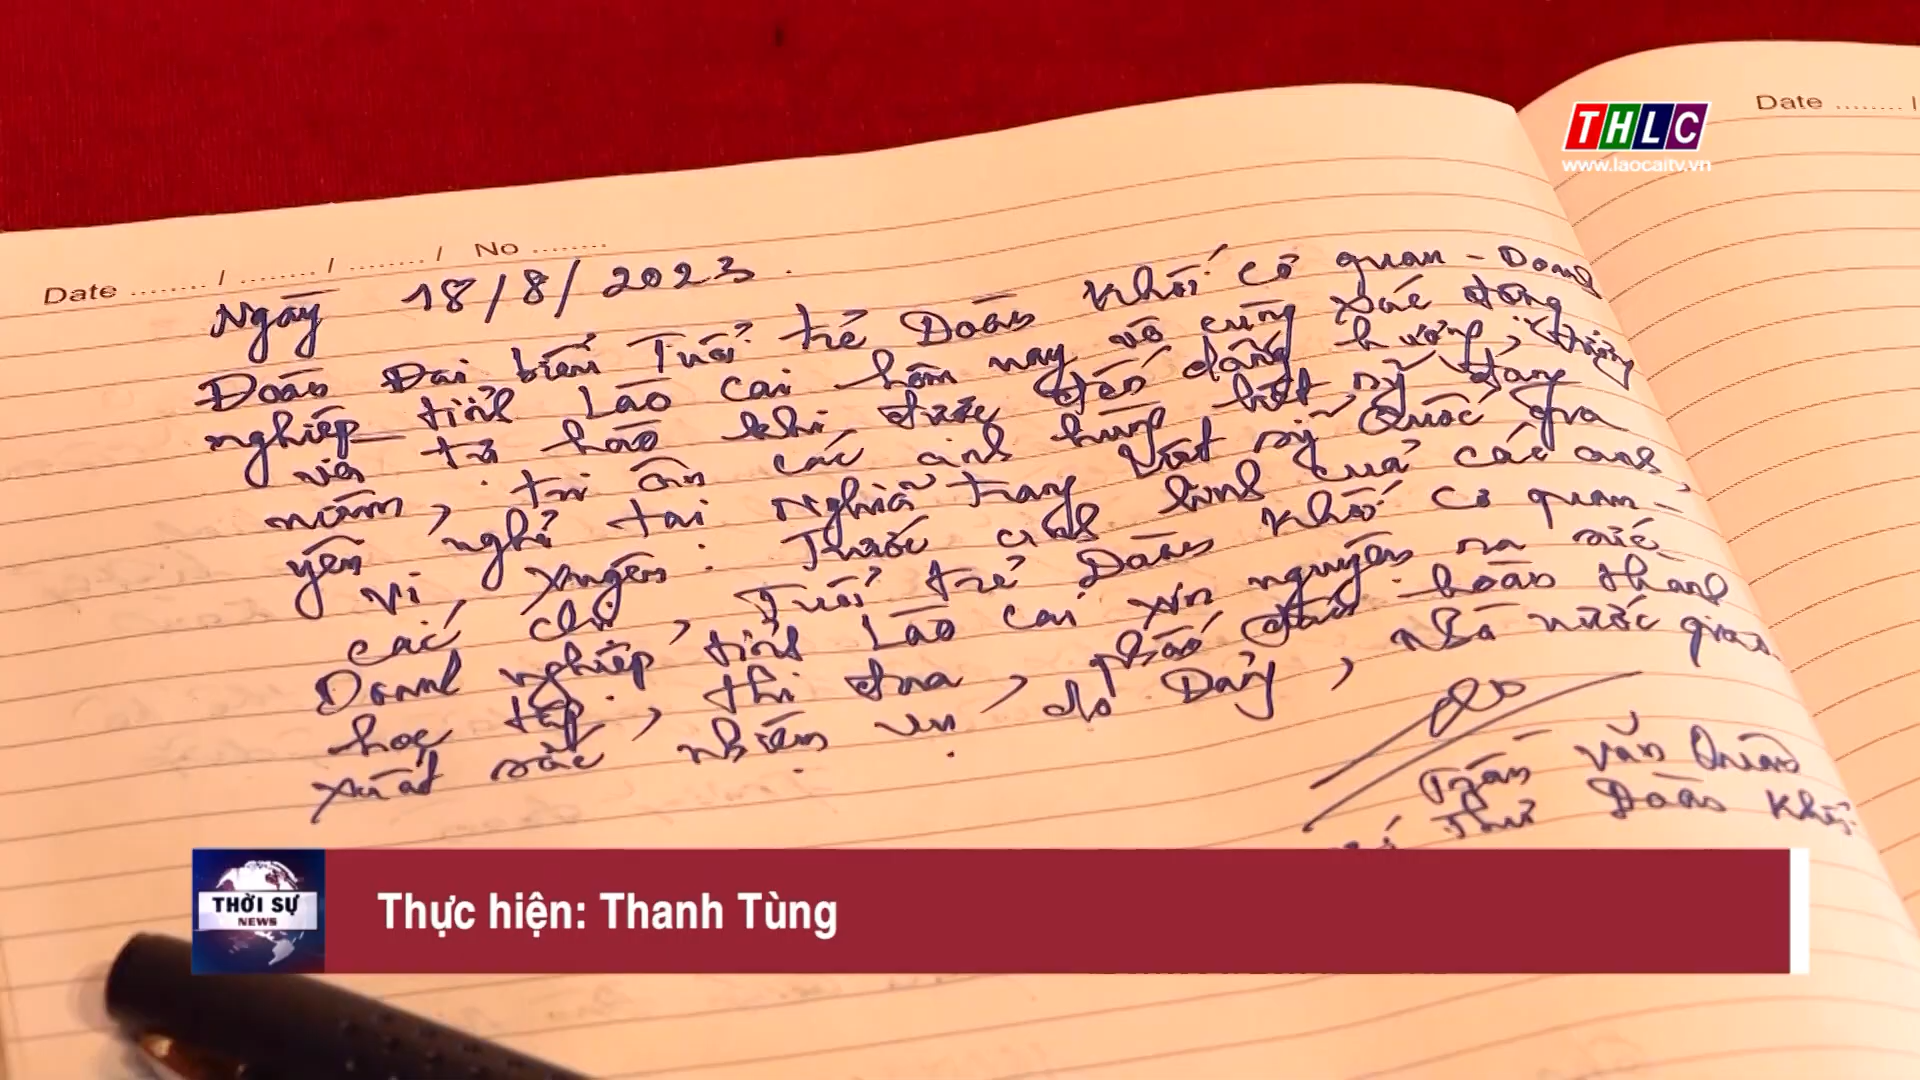 THLC
www.laocaitv.vn
Date ........ /
Date ........ / ........ / ........ / No ........
Ngày 18/8/2023.
Đoàn Đại biểu Tuổi trẻ Đoàn Khối cơ quan - Doanh
nghiệp tỉnh Lào Cai hôm nay vô cùng xúc động
và tự hào khi được đến dâng hương, tưởng
niệm, tri ân các anh hùng liệt sỹ đang
yên nghỉ tại Nghĩa trang liệt sỹ Quốc gia
Vị Xuyên. Trước anh linh của các anh,
các chị, Tuổi trẻ Đoàn Khối cơ quan -
Doanh nghiệp tỉnh Lào Cai xin nguyện ra sức
học tập, thi đua, phấn đấu hoàn thành
xuất sắc nhiệm vụ, do Đảng, nhà nước giao.
Trần Văn
Bí Thư Đoàn Khối
THỜI SỰ
NEWS
Thực hiện: Thanh Tùng